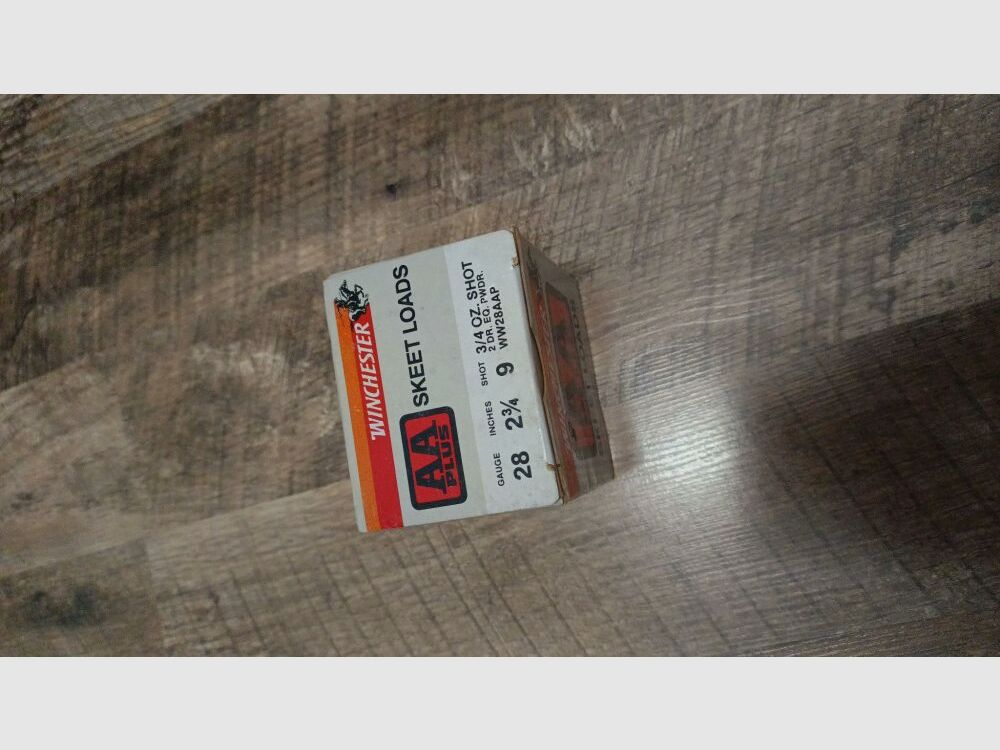 WINCHESTER
AA
PLUS
SKEET LOADS
GAUGE INCHES SHOT 3/4 OZ. SHOT
28 2¾ 9 2 DR. EQ. PWDR.
WW28AAP